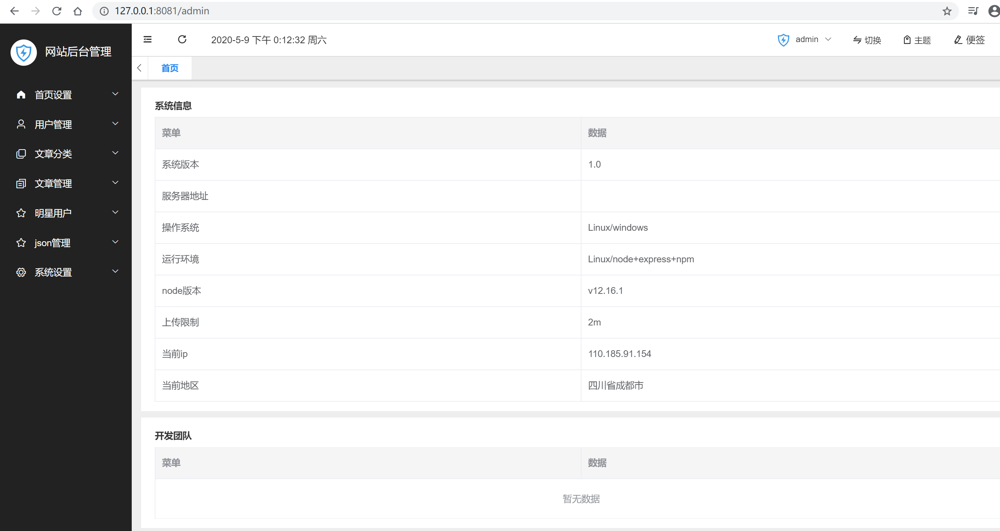 127.0.0.1:8081/admin
网站后台管理
2020-5-9 下午 0:12:32 周六
admin
切换
主题
便签
首页
首页设置
用户管理
文章分类
文章管理
明星用户
json管理
系统设置
系统信息
菜单 数据
系统版本 1.0
服务器地址
操作系统 Linux/windows
运行环境 Linux/node+express+npm
node版本 v12.16.1
上传限制 2m
当前ip 110.185.91.154
当前地区 四川省成都市
开发团队
菜单 数据
暂无数据